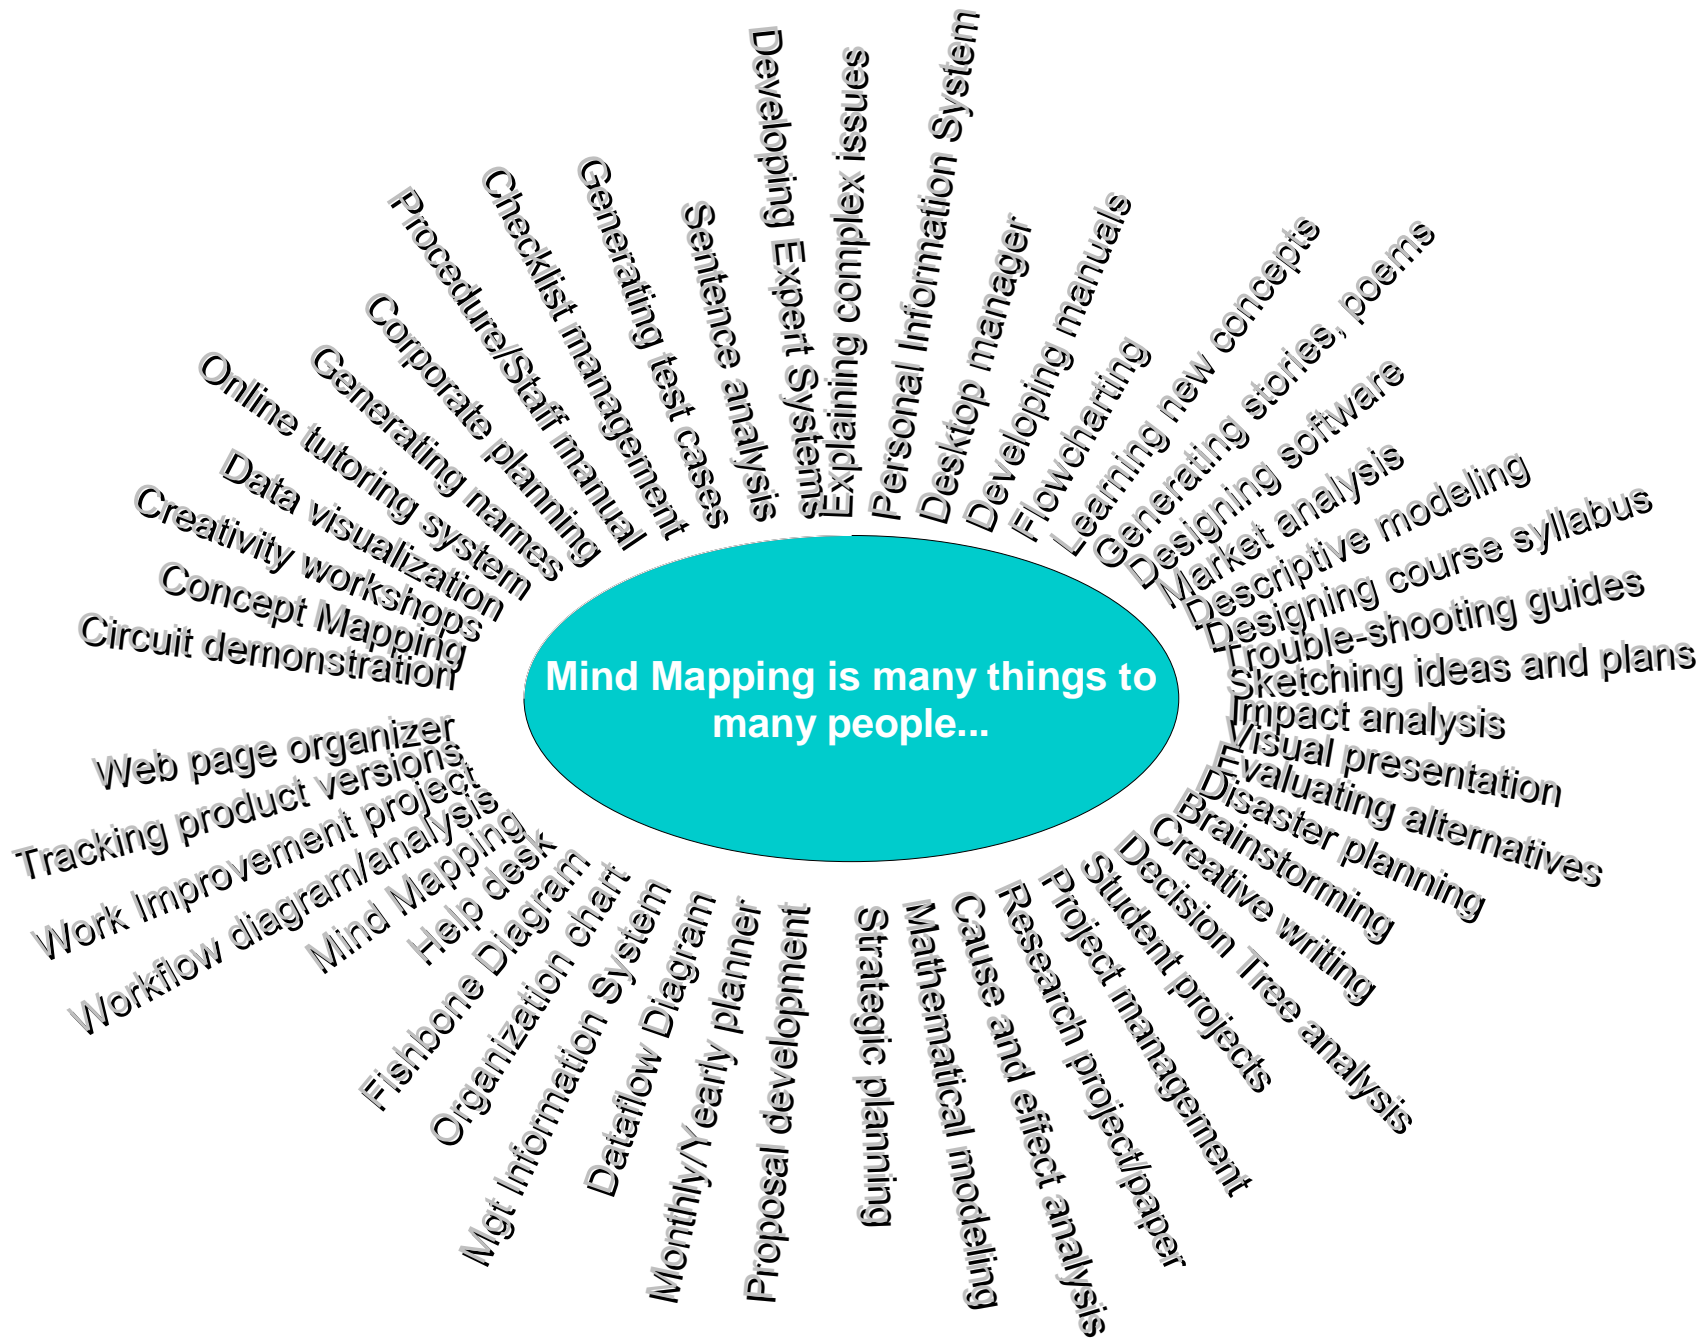 Mind Mapping is many things to
many people...
Explaining complex issues
Personal Information System
Desktop manager
Developing manuals
Flowcharting
Learning new concepts
Generating stories, poems
Designing software
Market analysis
Descriptive modeling
Designing course syllabus
Trouble-shooting guides
Sketching ideas and plans
Impact analysis
Visual presentation
Evaluating alternatives
Disaster planning
Brainstorming
Creative writing
Decision Tree analysis
Student projects
Project management
Research project/paper
Cause and effect analysis
Mathematical modeling
Strategic planning
Proposal development
Monthly/Yearly planner
Dataflow Diagram
Mgt Information System
Organization chart
Fishbone Diagram
Help desk
Mind Mapping
Workflow diagram/analysis
Work Improvement project
Tracking product versions
Web page organizer
Circuit demonstration
Concept Mapping
Creativity workshops
Data visualization
Online tutoring system
Generating names
Corporate planning
Procedure/Staff manual
Checklist management
Generating test cases
Sentence analysis
Developing Expert Systems